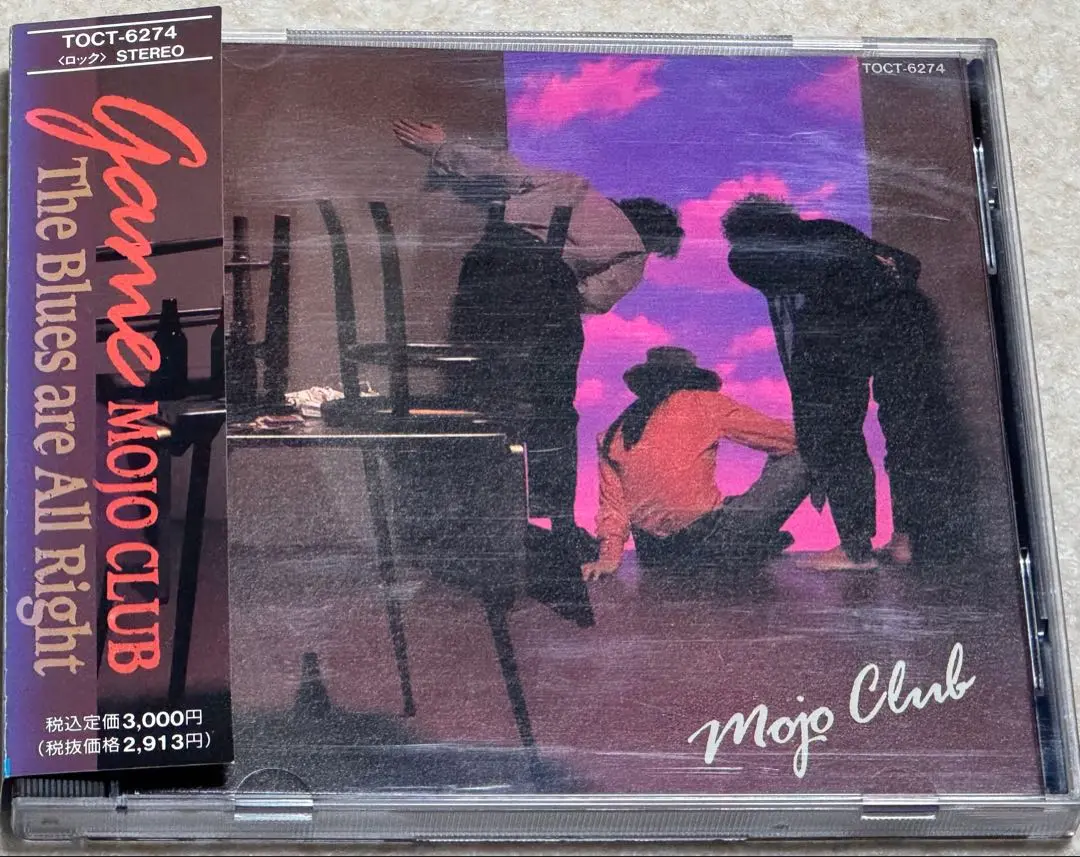 TOCT-6274
〈ロック〉 STEREO
Game MOJO CLUB
The Blues are All Right
税込定価3,000円
(税抜価格2,913円)
TOCT-6274
Mojo Club